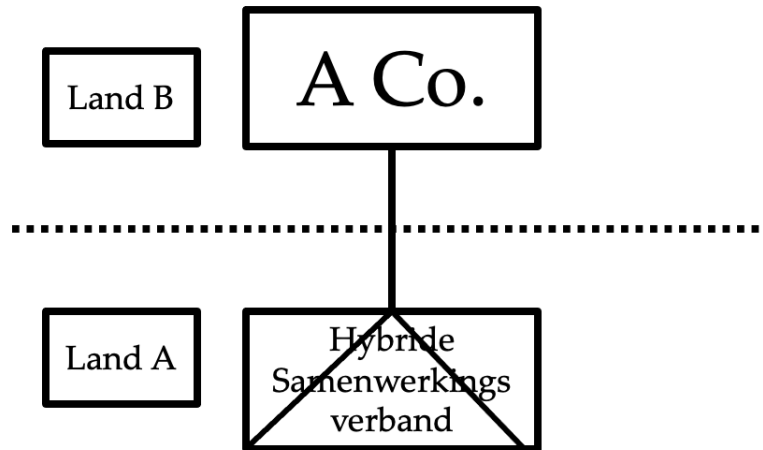 Land B
A Co.
Land A
Hybride
Samenwerkings
verband